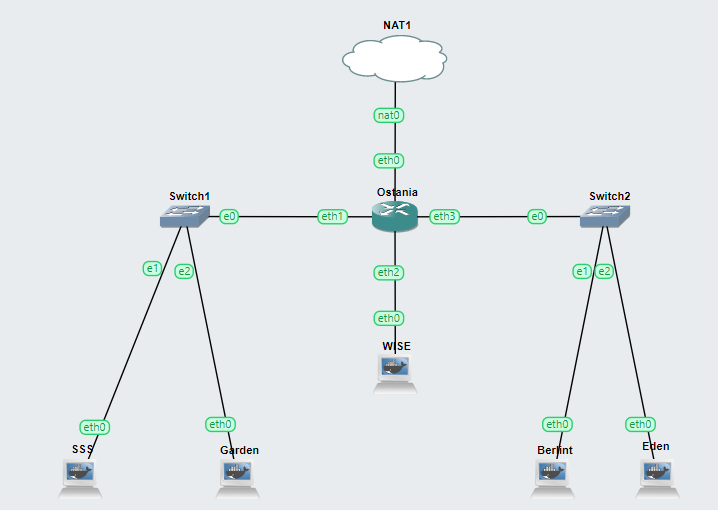 NAT1
nat0
eth0
Ostania
Switch1
Switch2
e0
eth1
eth3
e0
e1
e2
eth2
e1
e2
eth0
WISE
eth0
eth0
eth0
eth0
SSS
Garden
Berlint
Eden